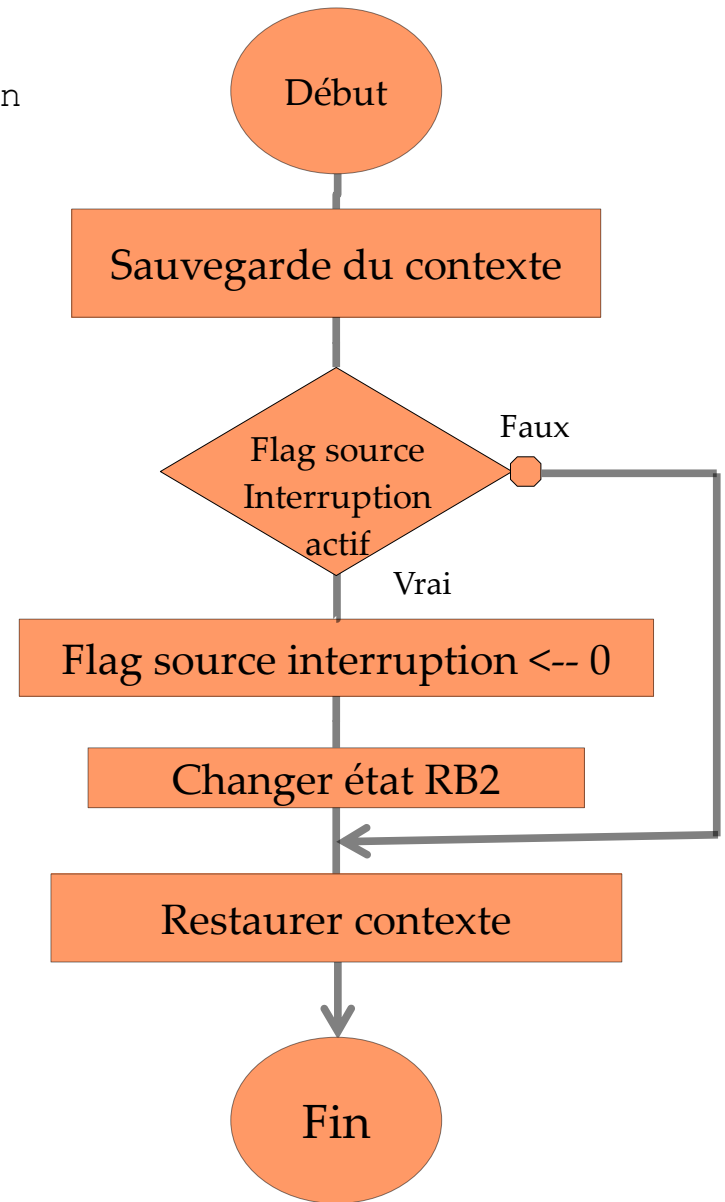 n
Début
Sauvegarde du contexte
Faux
Flag source
Interruption
actif
Vrai
Flag source interruption <-- 0
Changer état RB2
Restaurer contexte
Fin